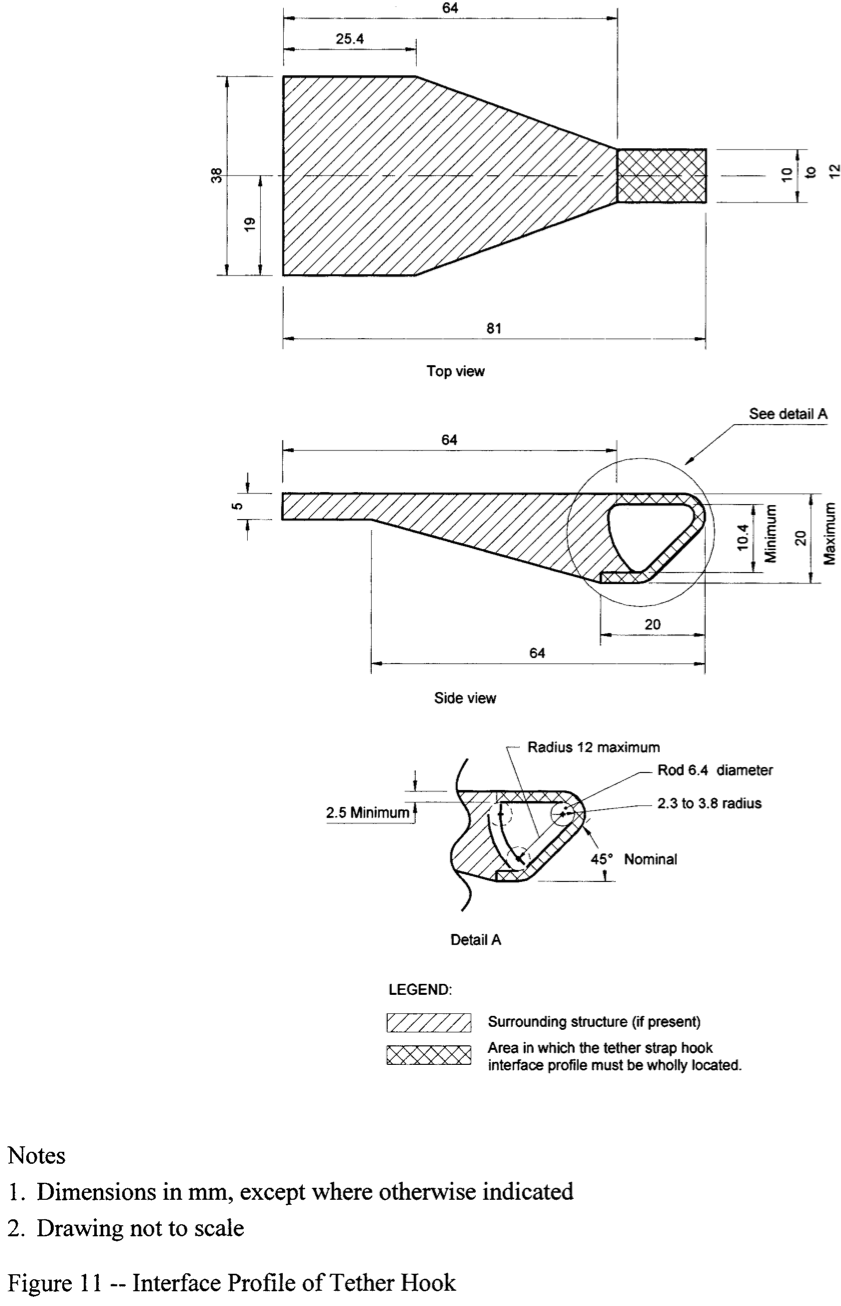 64
25.4
38
19
10
to
12
81
Top view
See detail A
64
5
10.4
Minimum
20
Maximum
20
64
Side view
Radius 12 maximum
Rod 6.4 diameter
2.3 to 3.8 radius
2.5 Minimum
45° Nominal
Detail A
LEGEND:
Surrounding structure (if present)
Area in which the tether strap hook
interface profile must be wholly located.
Notes
1. Dimensions in mm, except where otherwise indicated
2. Drawing not to scale
Figure 11 -- Interface Profile of Tether Hook